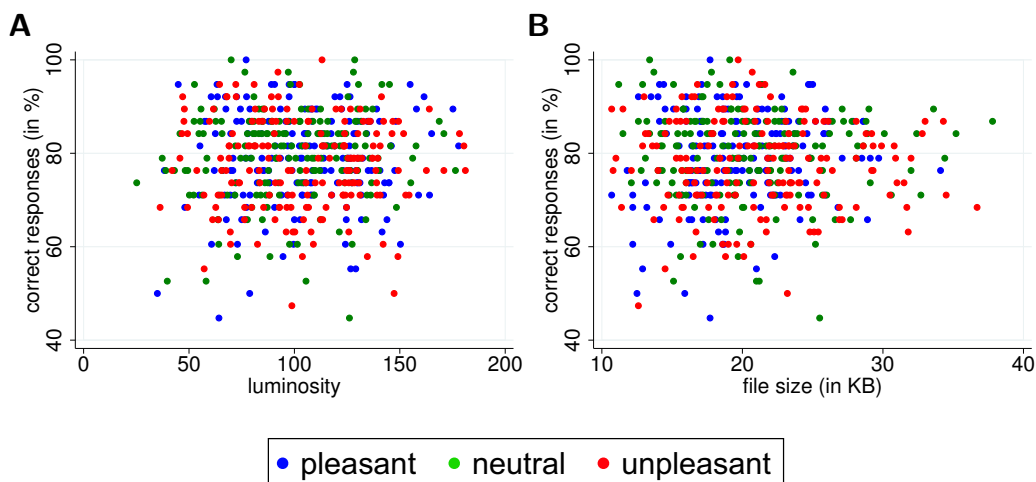 A
B
correct responses (in %)
100
80
60
40
0
50
100
150
200
luminosity
correct responses (in %)
100
80
60
40
10
20
30
40
file size (in KB)
pleasant neutral unpleasant